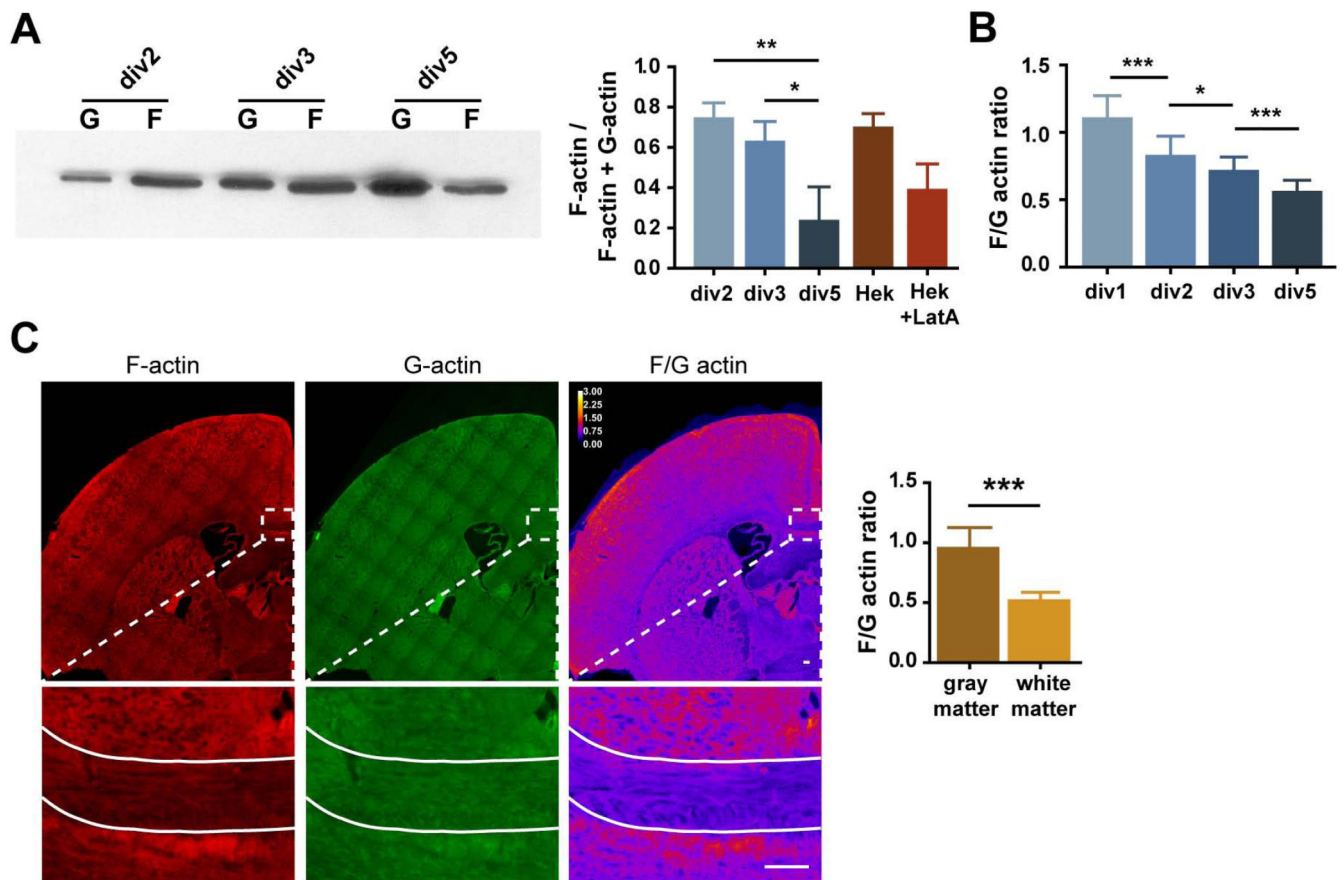 A
div2 div3 div5
G F G F G F
F-actin /
F-actin + G-actin
1.0
0.8
0.6
0.4
0.2
0.0
**
*
div2 div3 div5 Hek Hek
+LatA
B
F/G actin ratio
1.5
1.0
0.5
0.0
*** * ***
div1 div2 div3 div5
C
F-actin G-actin F/G actin
3.00
2.25
1.50
0.75
0.00
F/G actin ratio
1.5
1.0
0.5
0.0
***
gray white
matter matter